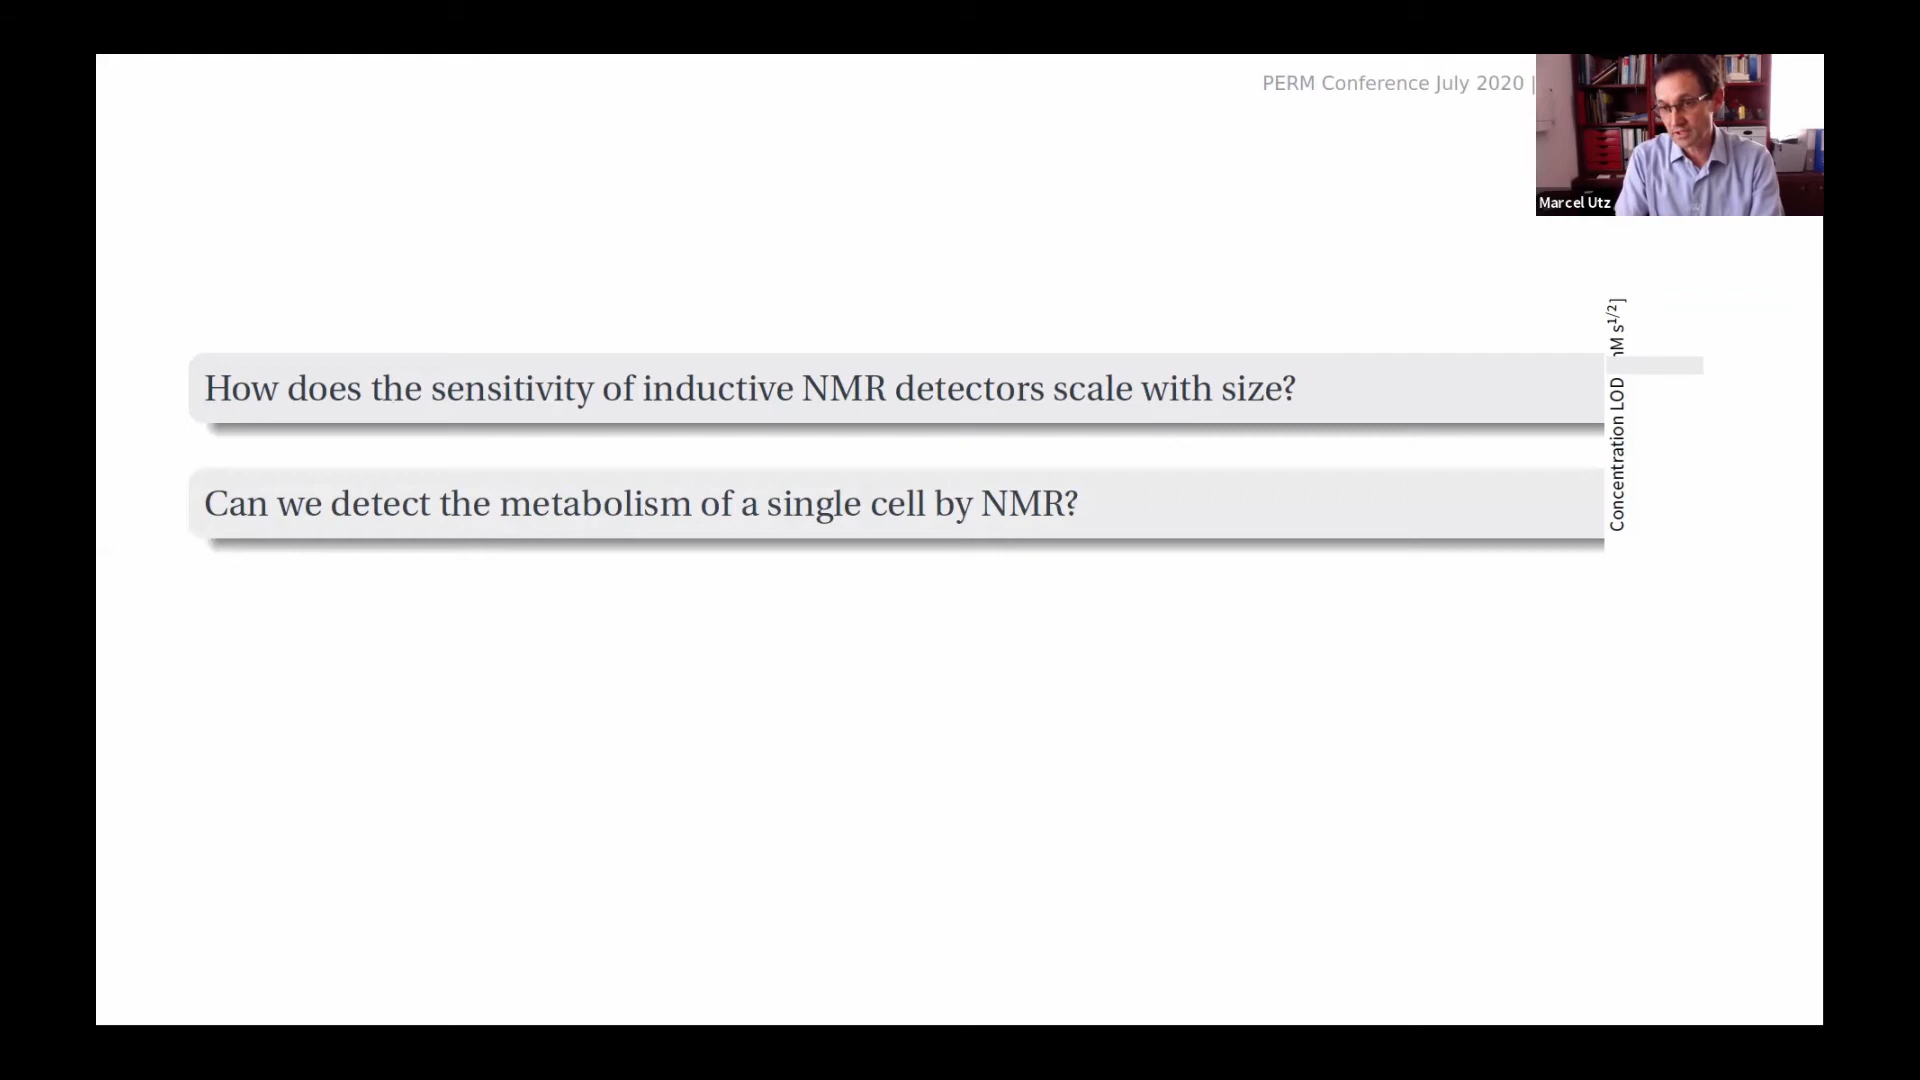 PERM Conference July 2020 |
Marcel Utz
How does the sensitivity of inductive NMR detectors scale with size?
Can we detect the metabolism of a single cell by NMR?
Concentration LOD nM s1/2]